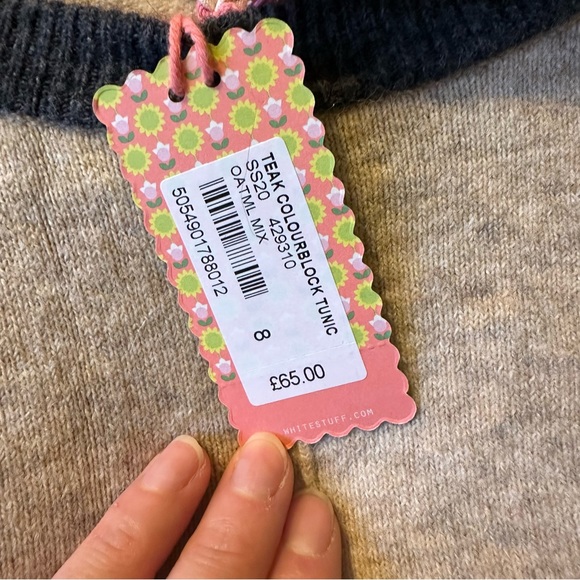 TEAK COLOURBLOCK TUNIC
SS20 429310
OATML MIX
5054901788012
8
£65.00
WHITESTUFF.COM